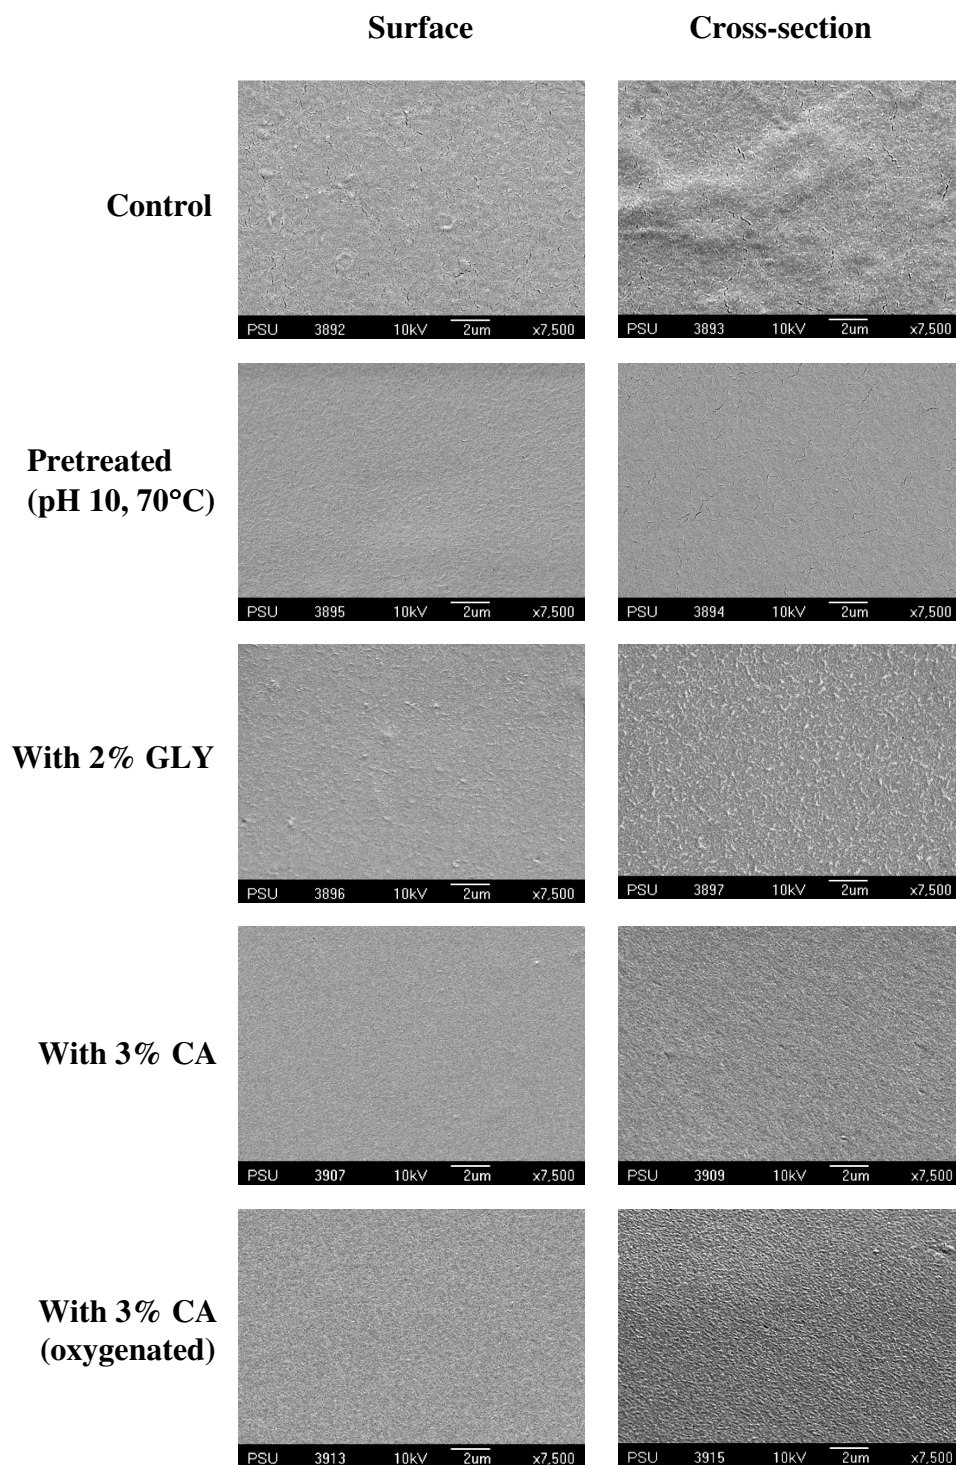 Surface Cross-section
Control
PSU 3892 10kV 2um x7,500
PSU 3893 10kV 2um x7,500
Pretreated
(pH 10, 70°C)
PSU 3895 10kV 2um x7,500
PSU 3894 10kV 2um x7,500
With 2% GLY
PSU 3896 10kV 2um x7,500
PSU 3897 10kV 2um x7,500
With 3% CA
PSU 3907 10kV 2um x7,500
PSU 3909 10kV 2um x7,500
With 3% CA
(oxygenated)
PSU 3913 10kV 2um x7,500
PSU 3915 10kV 2um x7,500